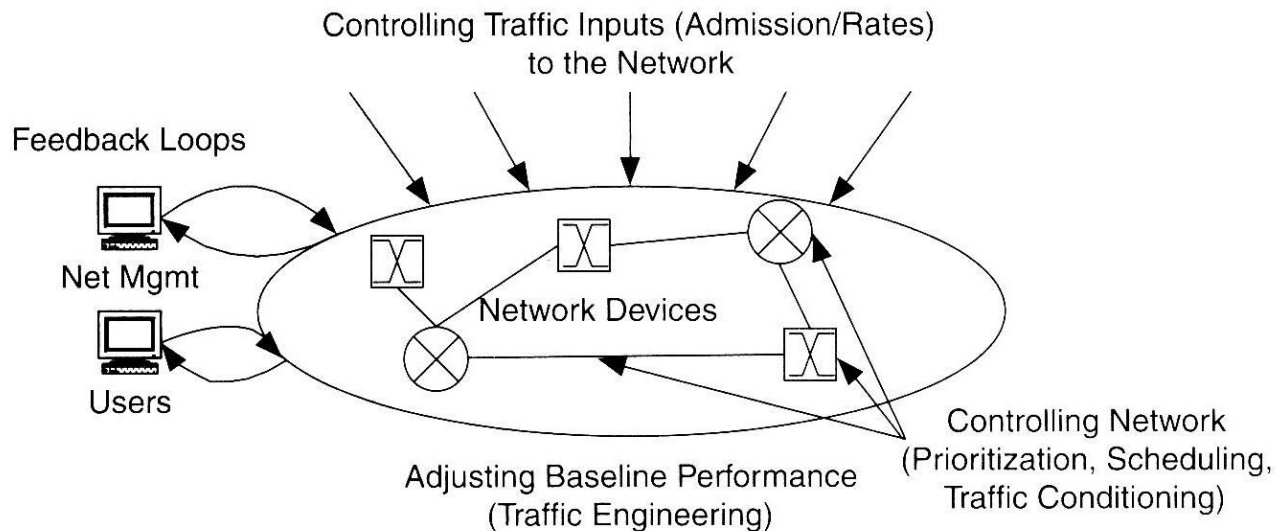 Controlling Traffic Inputs (Admission/Rates)
to the Network
Feedback Loops
Net Mgmt
Network Devices
Users
Controlling Network
(Prioritization, Scheduling,
Traffic Conditioning)
Adjusting Baseline Performance
(Traffic Engineering)